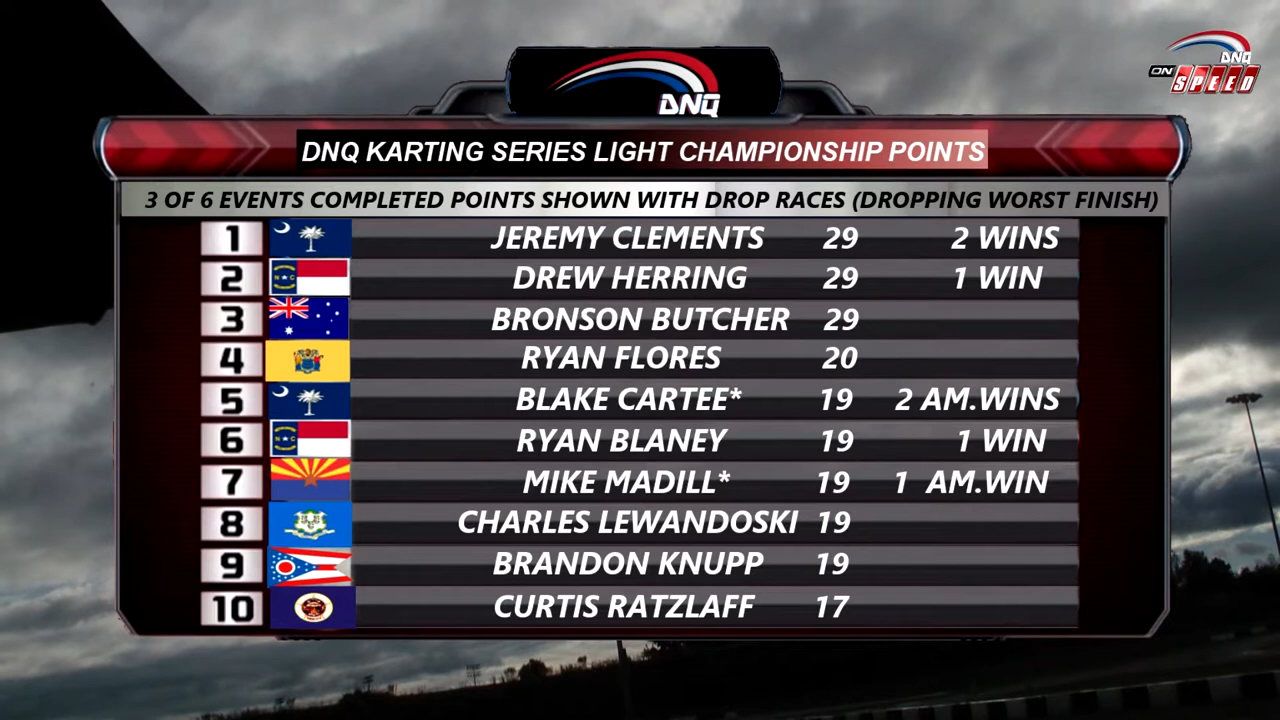 DNQ
DNQ
ON SPEED
DNQ KARTING SERIES LIGHT CHAMPIONSHIP POINTS
3 OF 6 EVENTS COMPLETED POINTS SHOWN WITH DROP RACES (DROPPING WORST FINISH)
1 JEREMY CLEMENTS 29 2 WINS
2 DREW HERRING 29 1 WIN
3 BRONSON BUTCHER 29
4 RYAN FLORES 20
5 BLAKE CARTEE* 19 2 AM.WINS
6 RYAN BLANEY 19 1 WIN
7 MIKE MADILL* 19 1 AM.WIN
8 CHARLES LEWANDOSKI 19
9 BRANDON KNUPP 19
10 CURTIS RATZLAFF 17